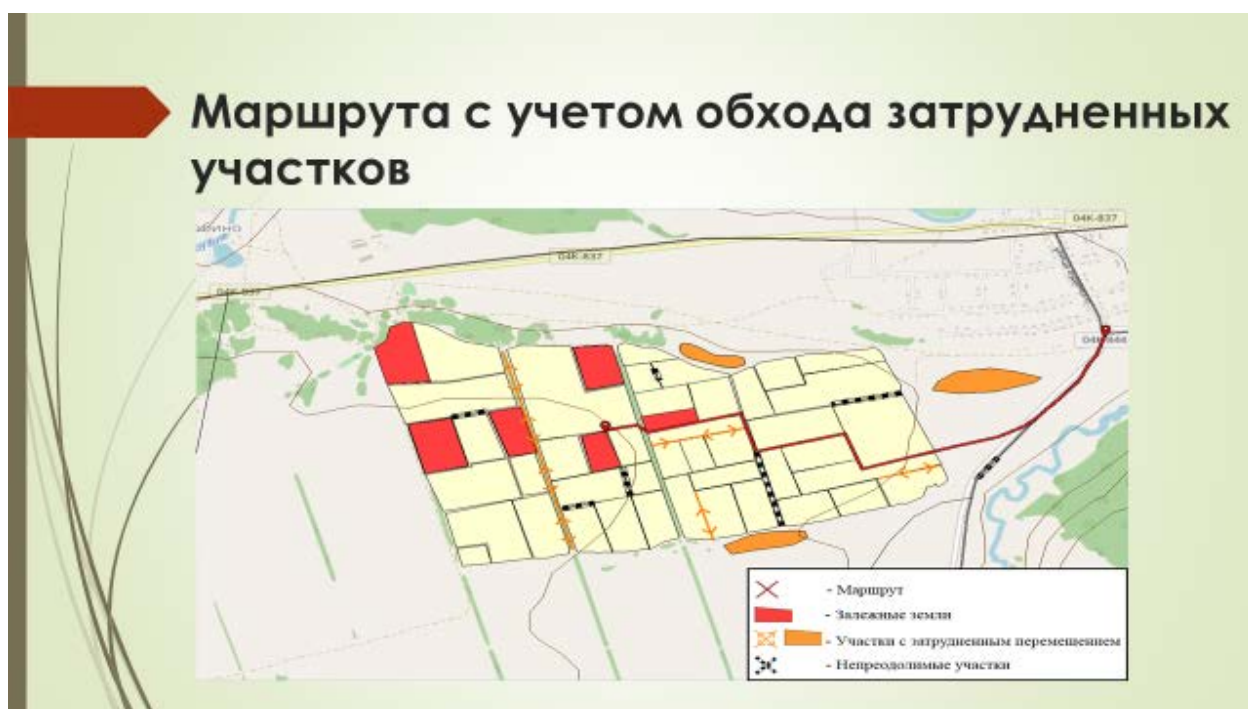 Маршрута с учетом обхода затрудненных
участков
04К-837
04К-837
04К-837
- Маршрут
- Залежные земли
- Участки с затрудненным перемещением
- Непреодолимые участки